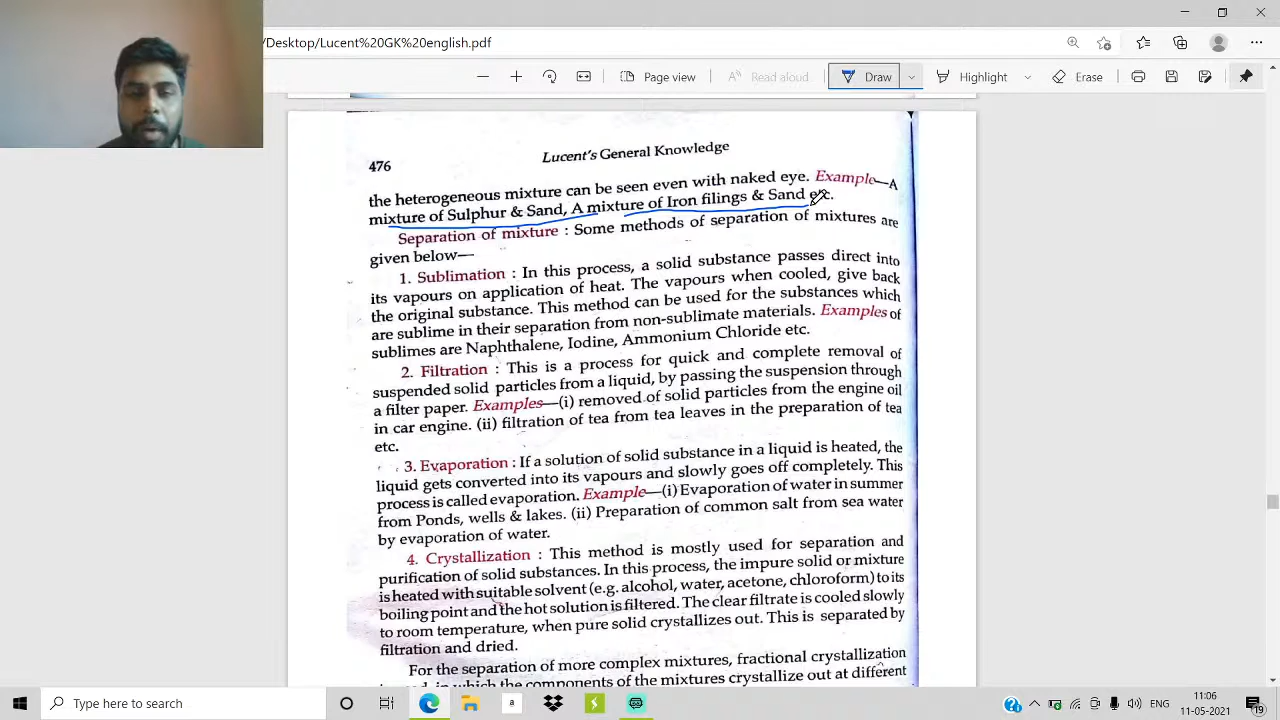 /Desktop/Lucent%20GK%20english.pdf
Page view
Read aloud
Draw
Highlight
Erase
476
Lucent's General Knowledge
the heterogeneous mixture can be seen even with naked eye. Example—A
mixture of Sulphur & Sand, A mixture of Iron filings & Sand etc.
Separation of mixture : Some methods of separation of mixtures are
given below—
1. Sublimation : In this process, a solid substance passes direct into
its vapours on application of heat. The vapours when cooled, give back
the original substance. This method can be used for the substances which
are sublime in their separation from non-sublimate materials. Examples of
sublimes are Naphthalene, Iodine, Ammonium Chloride etc.
2. Filtration : This is a process for quick and complete removal of
suspended solid particles from a liquid, by passing the suspension through
a filter paper. Examples—(i) removed of solid particles from the engine oil
in car engine. (ii) filtration of tea from tea leaves in the preparation of tea
etc.
3. Evaporation : If a solution of solid substance in a liquid is heated, the
liquid gets converted into its vapours and slowly goes off completely. This
process is called evaporation. Example—(i) Evaporation of water in summer
from Ponds, wells & lakes. (ii) Preparation of common salt from sea water
by evaporation of water.
4. Crystallization : This method is mostly used for separation and
purification of solid substances. In this process, the impure solid or mixture
is heated with suitable solvent (e.g. alcohol, water, acetone, chloroform) to its
boiling point and the hot solution is filtered. The clear filtrate is cooled slowly
to room temperature, when pure solid crystallizes out. This is separated by
filtration and dried.
For the separation of more complex mixtures, fractional crystallization
in which the components of the mixtures crystallize out at different
Type here to search
a
11:06
11-05-2021
19